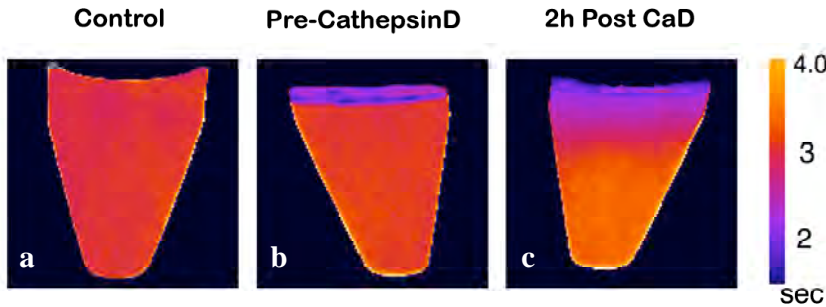 Control
Pre-CathepsinD
2h Post CaD
4.0
3
2
sec
a
b
c